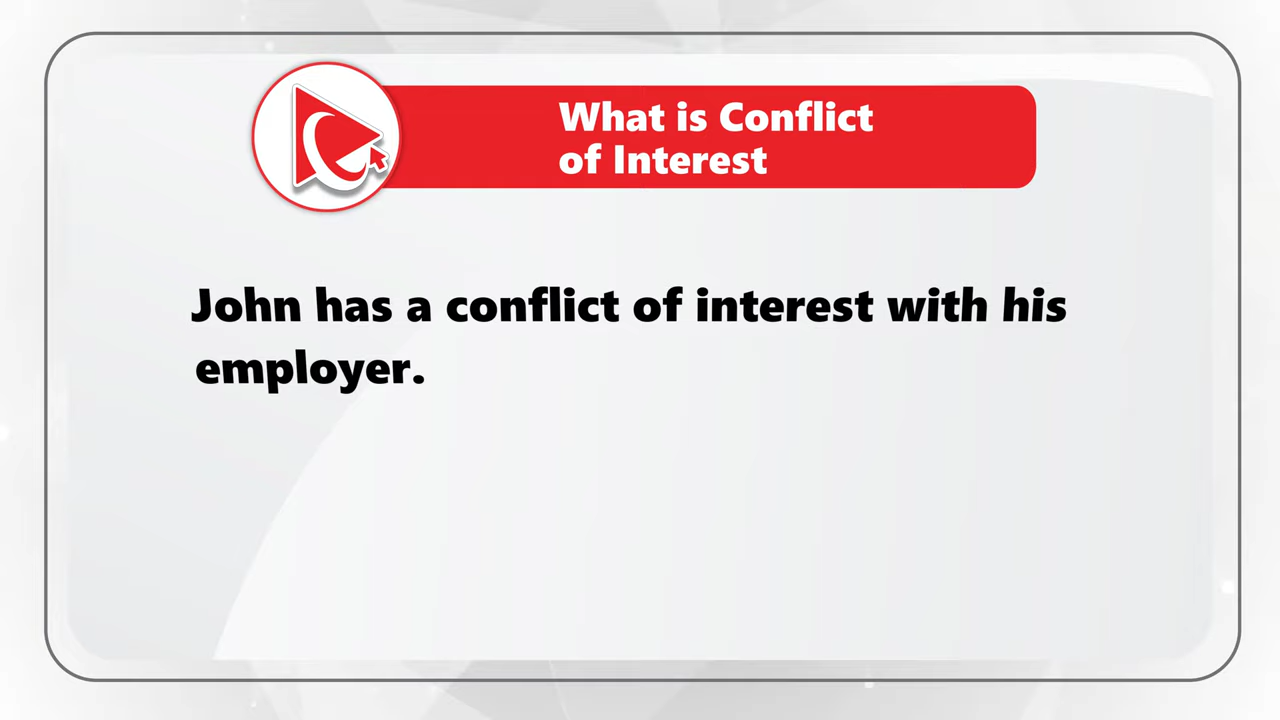 What is Conflict
of Interest
John has a conflict of interest with his
employer.